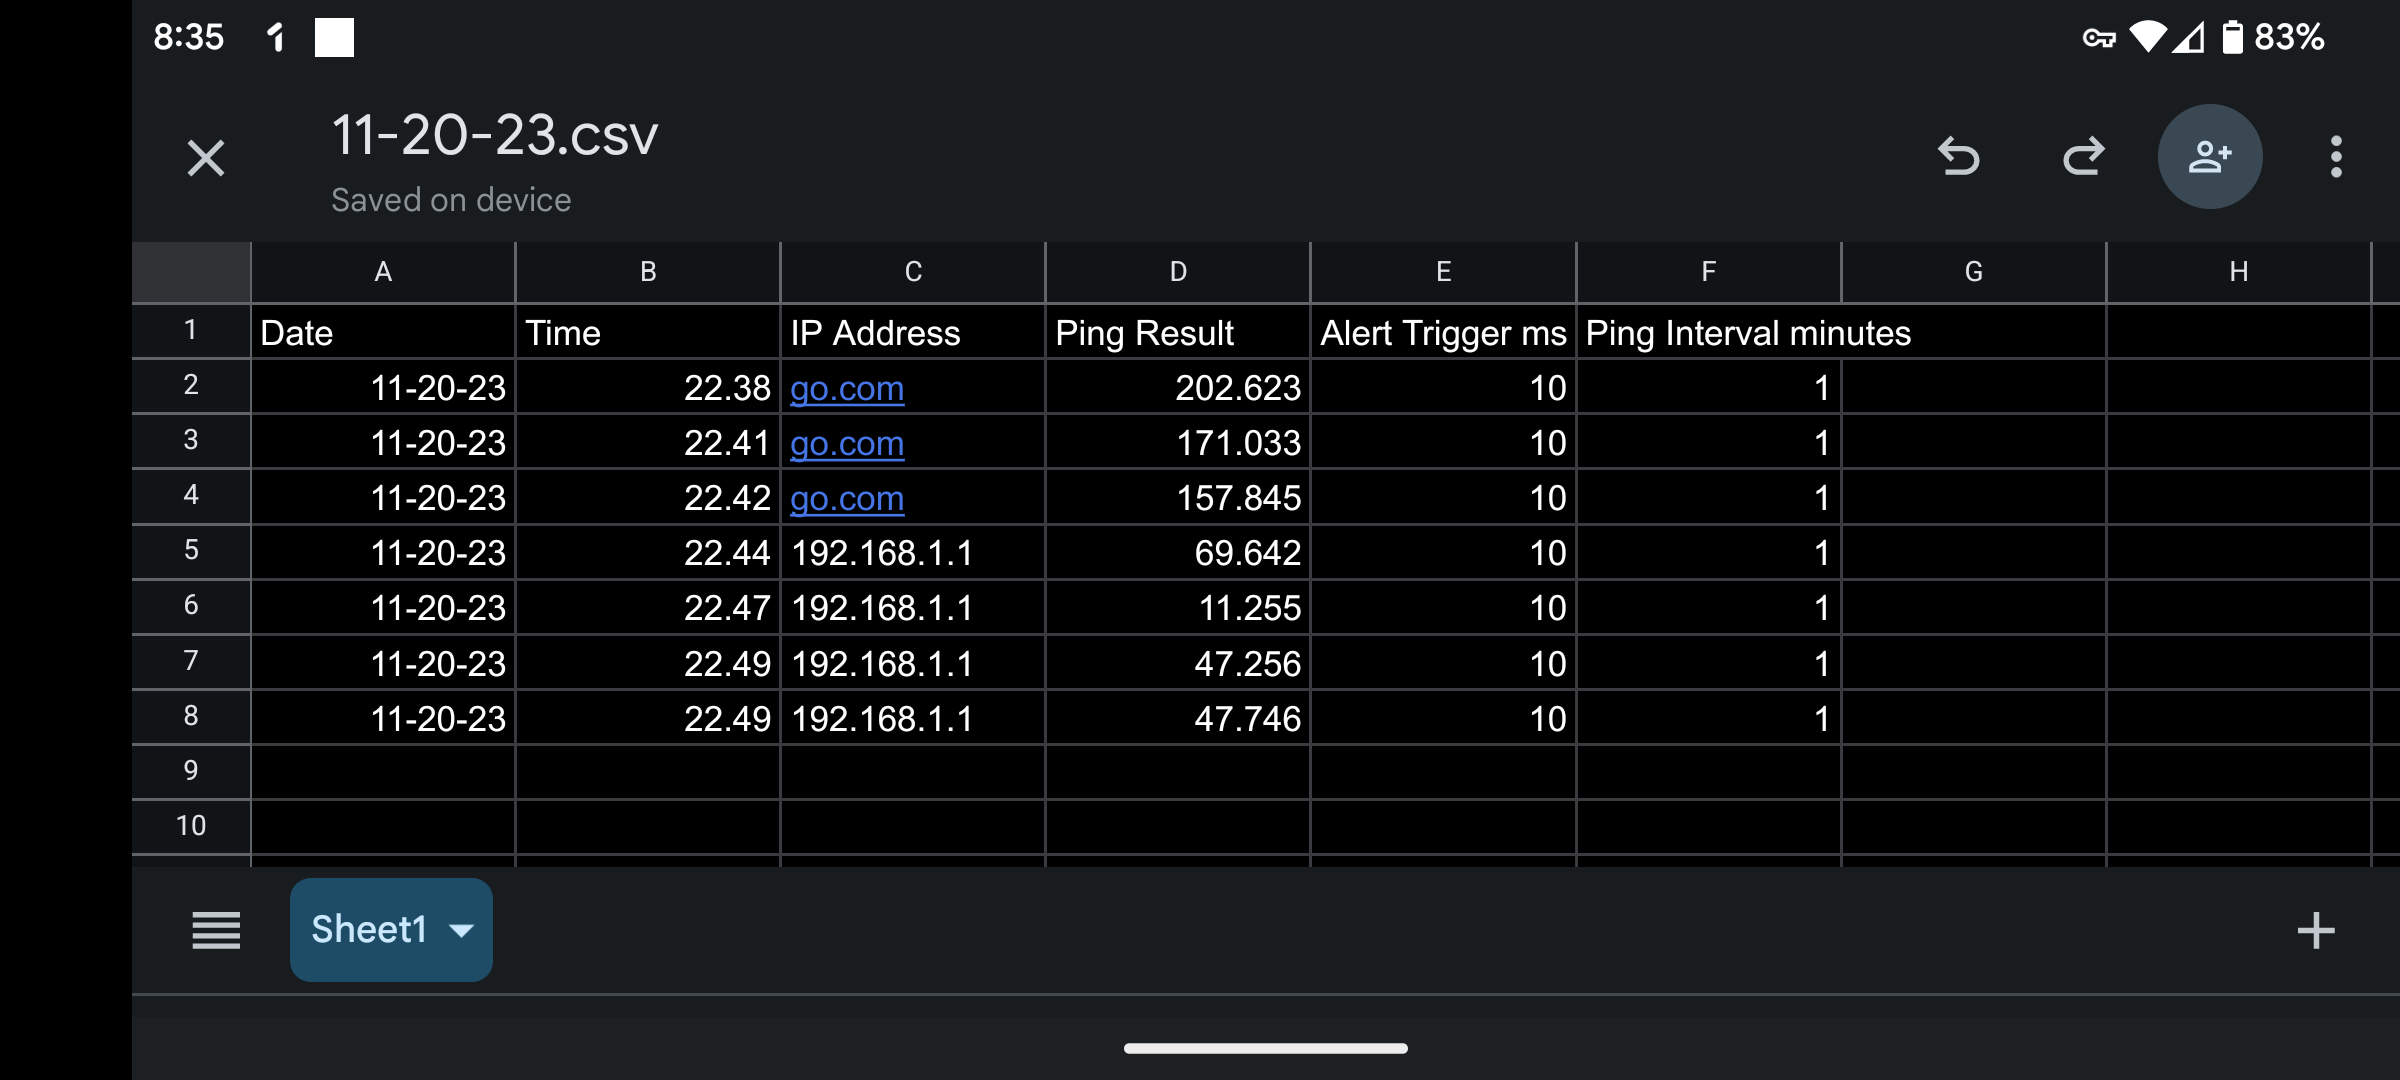 8:35 83%
11-20-23.csv
Saved on device
A B C D E F G H
1 Date Time IP Address Ping Result Alert Trigger ms Ping Interval minutes
2 11-20-23 22.38 go.com 202.623 10 1
3 11-20-23 22.41 go.com 171.033 10 1
4 11-20-23 22.42 go.com 157.845 10 1
5 11-20-23 22.44 192.168.1.1 69.642 10 1
6 11-20-23 22.47 192.168.1.1 11.255 10 1
7 11-20-23 22.49 192.168.1.1 47.256 10 1
8 11-20-23 22.49 192.168.1.1 47.746 10 1
9
10
Sheet1